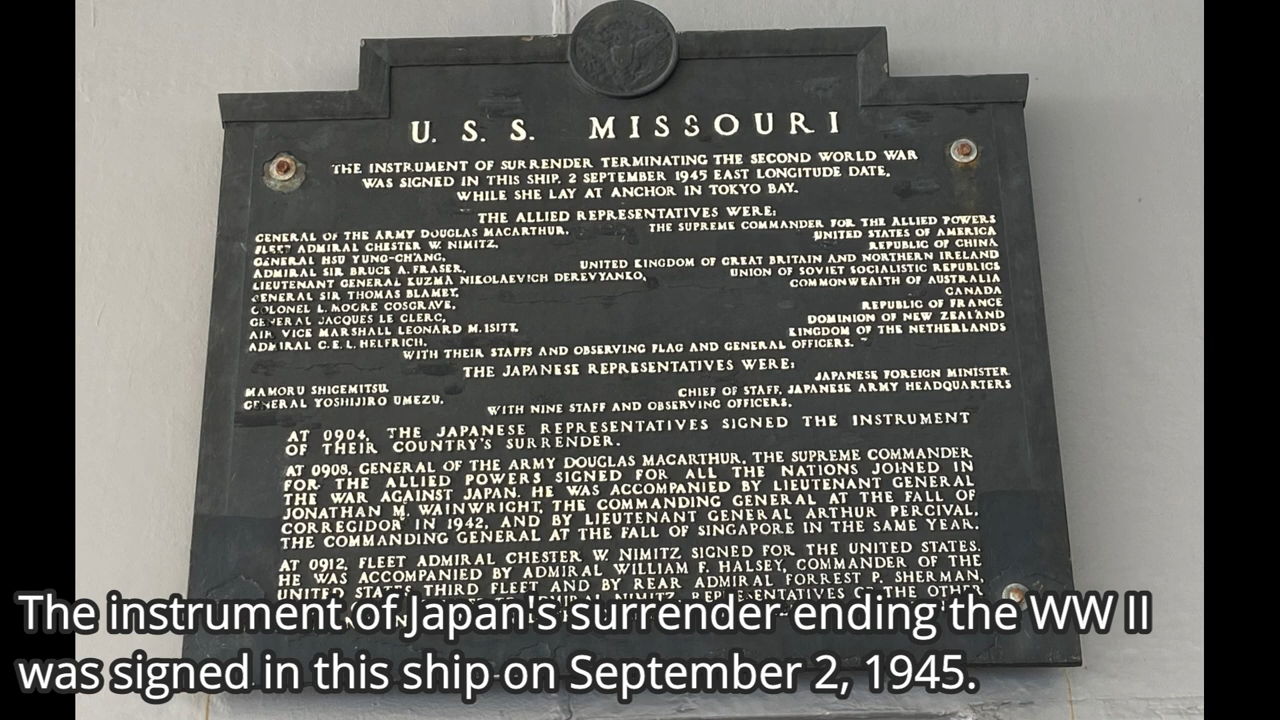 U. S. S. MISSOURI
THE INSTRUMENT OF SURRENDER TERMINATING THE SECOND WORLD WAR
WAS SIGNED IN THIS SHIP. 2 SEPTEMBER 1945 EAST LONGITUDE DATE,
WHILE SHE LAY AT ANCHOR IN TOKYO BAY.
THE ALLIED REPRESENTATIVES WERE:
GENERAL OF THE ARMY DOUGLAS MACARTHUR, THE SUPREME COMMANDER FOR THE ALLIED POWERS
FLEET ADMIRAL CHESTER W. NIMITZ, UNITED STATES OF AMERICA
GENERAL HSU YUNG-CH'ANG, REPUBLIC OF CHINA
ADMIRAL SIR BRUCE A. FRASER, UNITED KINGDOM OF GREAT BRITAIN AND NORTHERN IRELAND
LIEUTENANT GENERAL KUZMA NIKOLAEVICH DEREVYANKO, UNION OF SOVIET SOCIALISTIC REPUBLICS
GENERAL SIR THOMAS BLAMEY, COMMONWEALTH OF AUSTRALIA
COLONEL L. MOORE COSGRAVE, CANADA
GENERAL JACQUES LE CLERC, REPUBLIC OF FRANCE
AIR VICE MARSHALL LEONARD M. ISITT, DOMINION OF NEW ZEALAND
ADMIRAL C. E. L. HELFRICH, KINGDOM OF THE NETHERLANDS
WITH THEIR STAFFS AND OBSERVING FLAG AND GENERAL OFFICERS.
THE JAPANESE REPRESENTATIVES WERE:
MAMORU SHIGEMITSU, JAPANESE FOREIGN MINISTER
GENERAL YOSHIJIRO UMEZU, CHIEF OF STAFF, JAPANESE ARMY HEADQUARTERS
WITH NINE STAFF AND OBSERVING OFFICERS.
AT 0904, THE JAPANESE REPRESENTATIVES SIGNED THE INSTRUMENT
OF THEIR COUNTRY'S SURRENDER.
AT 0908, GENERAL OF THE ARMY DOUGLAS MACARTHUR, THE SUPREME COMMANDER
FOR THE ALLIED POWERS SIGNED FOR ALL THE NATIONS JOINED IN
THE WAR AGAINST JAPAN. HE WAS ACCOMPANIED BY LIEUTENANT GENERAL
JONATHAN M. WAINWRIGHT, THE COMMANDING GENERAL AT THE FALL OF
CORREGIDOR IN 1942, AND BY LIEUTENANT GENERAL ARTHUR PERCIVAL,
THE COMMANDING GENERAL AT THE FALL OF SINGAPORE IN THE SAME YEAR.
AT 0912, FLEET ADMIRAL CHESTER W. NIMITZ SIGNED FOR THE UNITED STATES.
HE WAS ACCOMPANIED BY ADMIRAL WILLIAM F. HALSEY, COMMANDER OF THE
UNITED STATES THIRD FLEET AND BY REAR ADMIRAL FORREST P. SHERMAN,
ADMIRAL NIMITZ. REPRESENTATIVES OF THE OTHER
The instrument of Japan's surrender ending the WW II
was signed in this ship on September 2, 1945.